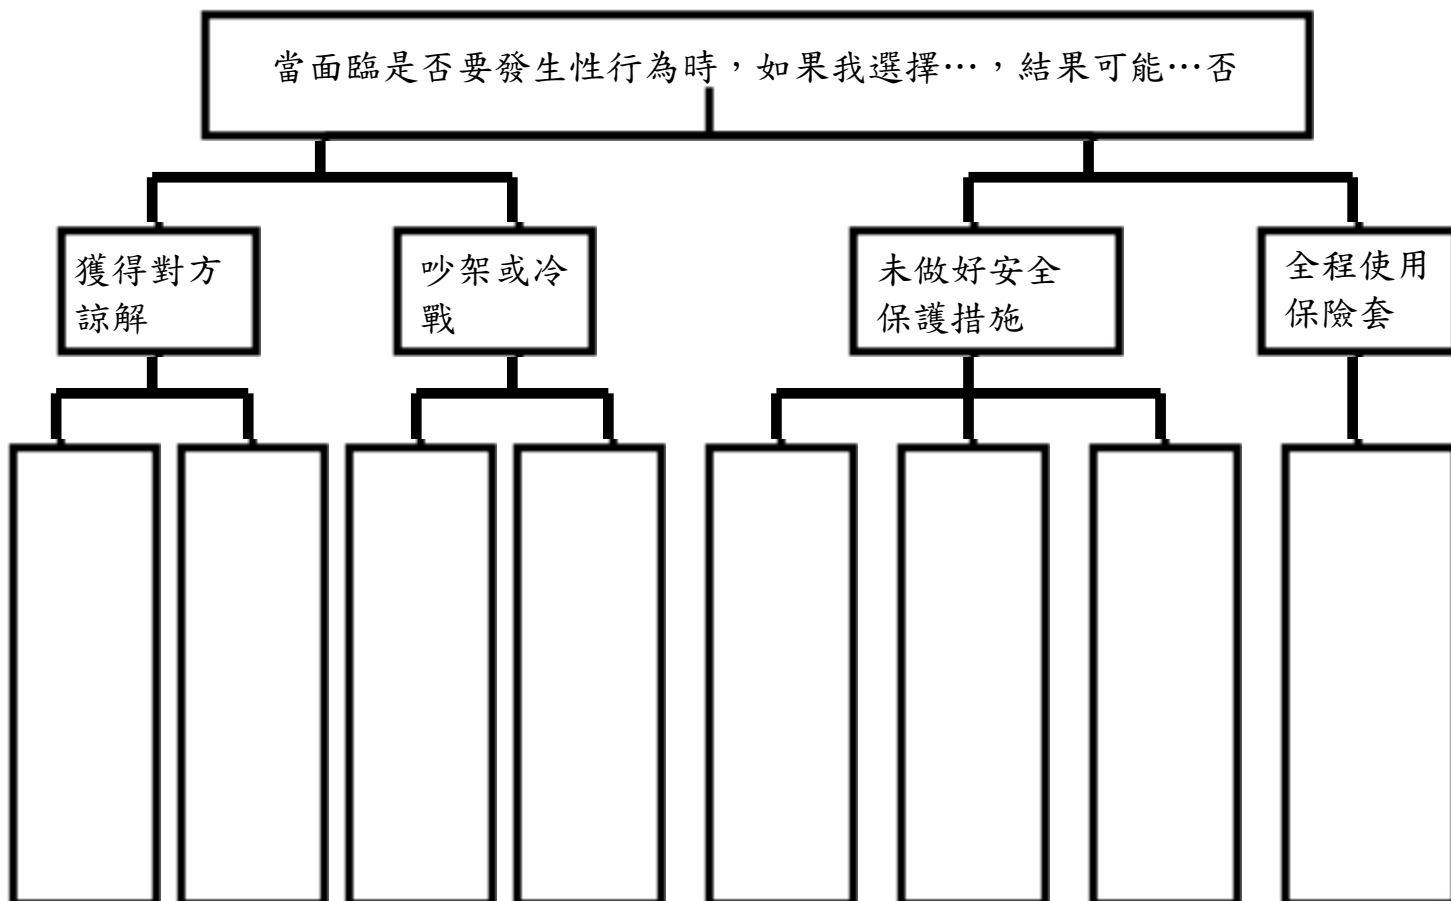 當面臨是否要發生性行為時，如果我選擇…，結果可能…否
獲得對方
諒解
吵架或冷
戰
未做好安全
保護措施
全程使用
保險套